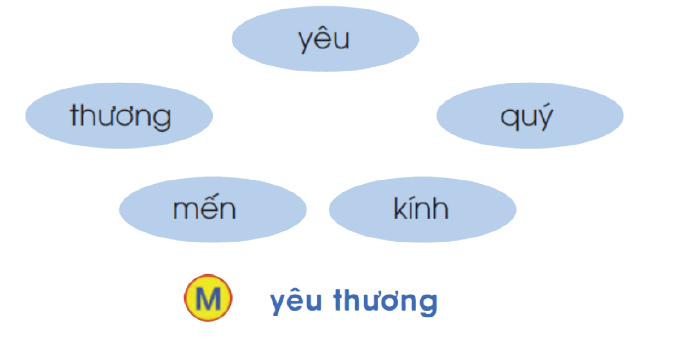 yêu
thương
quý
mến
kính
M
yêu thương